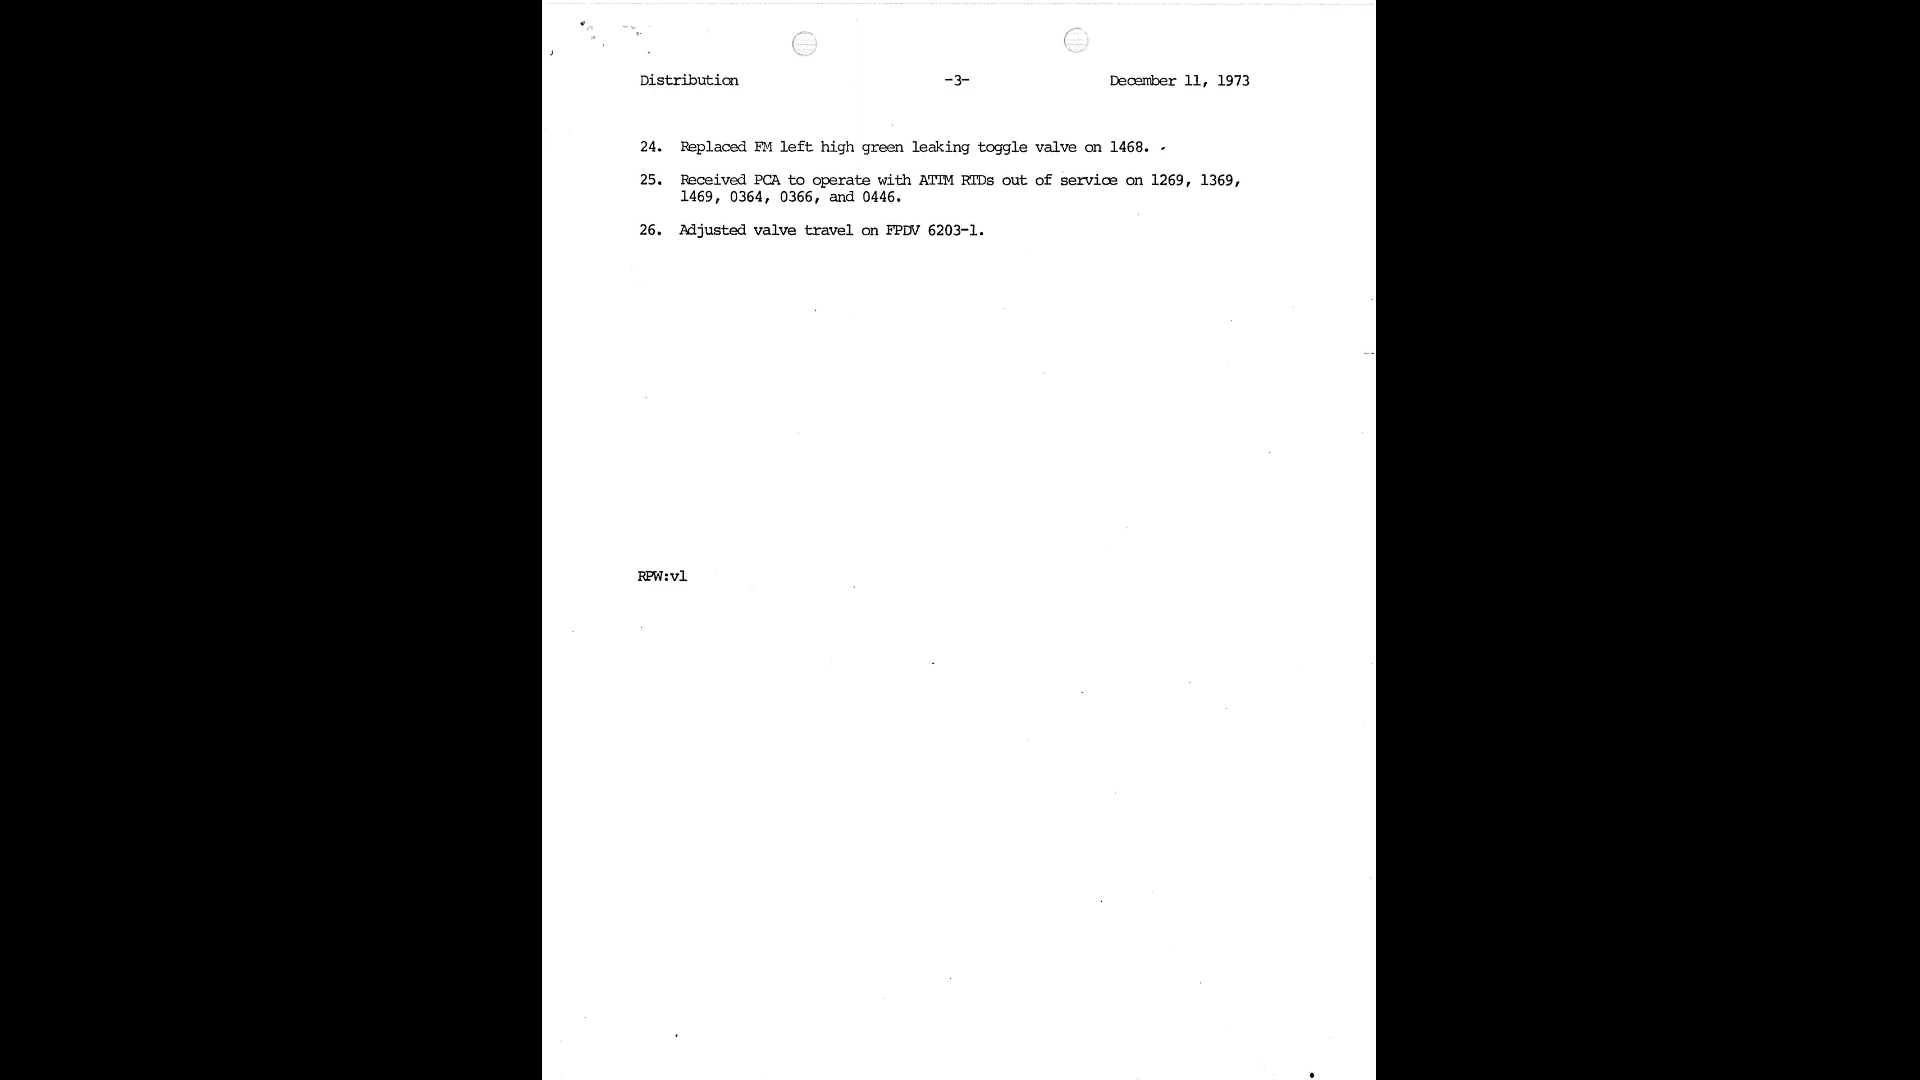 Distribution -3- December 11, 1973
24. Replaced FM left high green leaking toggle valve on 1468.
25. Received PCA to operate with ATTM RTDs out of service on 1269, 1369,
1469, 0364, 0366, and 0446.
26. Adjusted valve travel on FPDV 6203-1.
RPW:vl